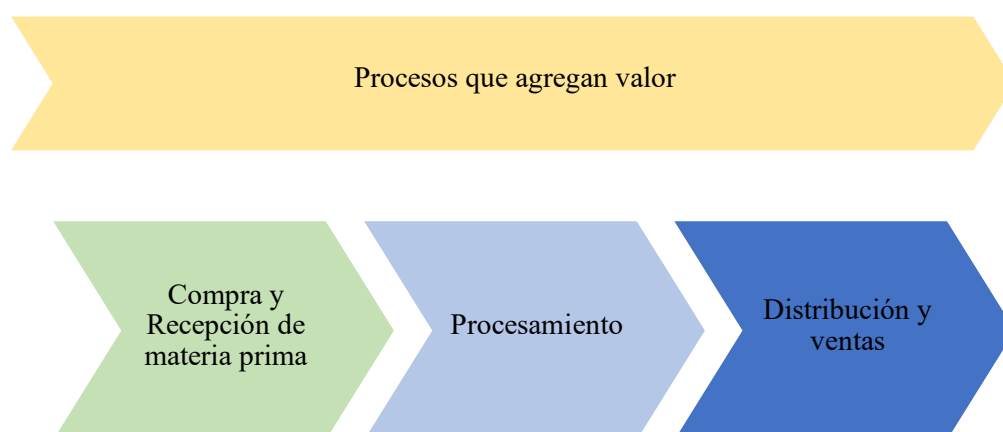 Procesos que agregan valor
Compra y
Recepción de
materia prima
Procesamiento
Distribución y
ventas